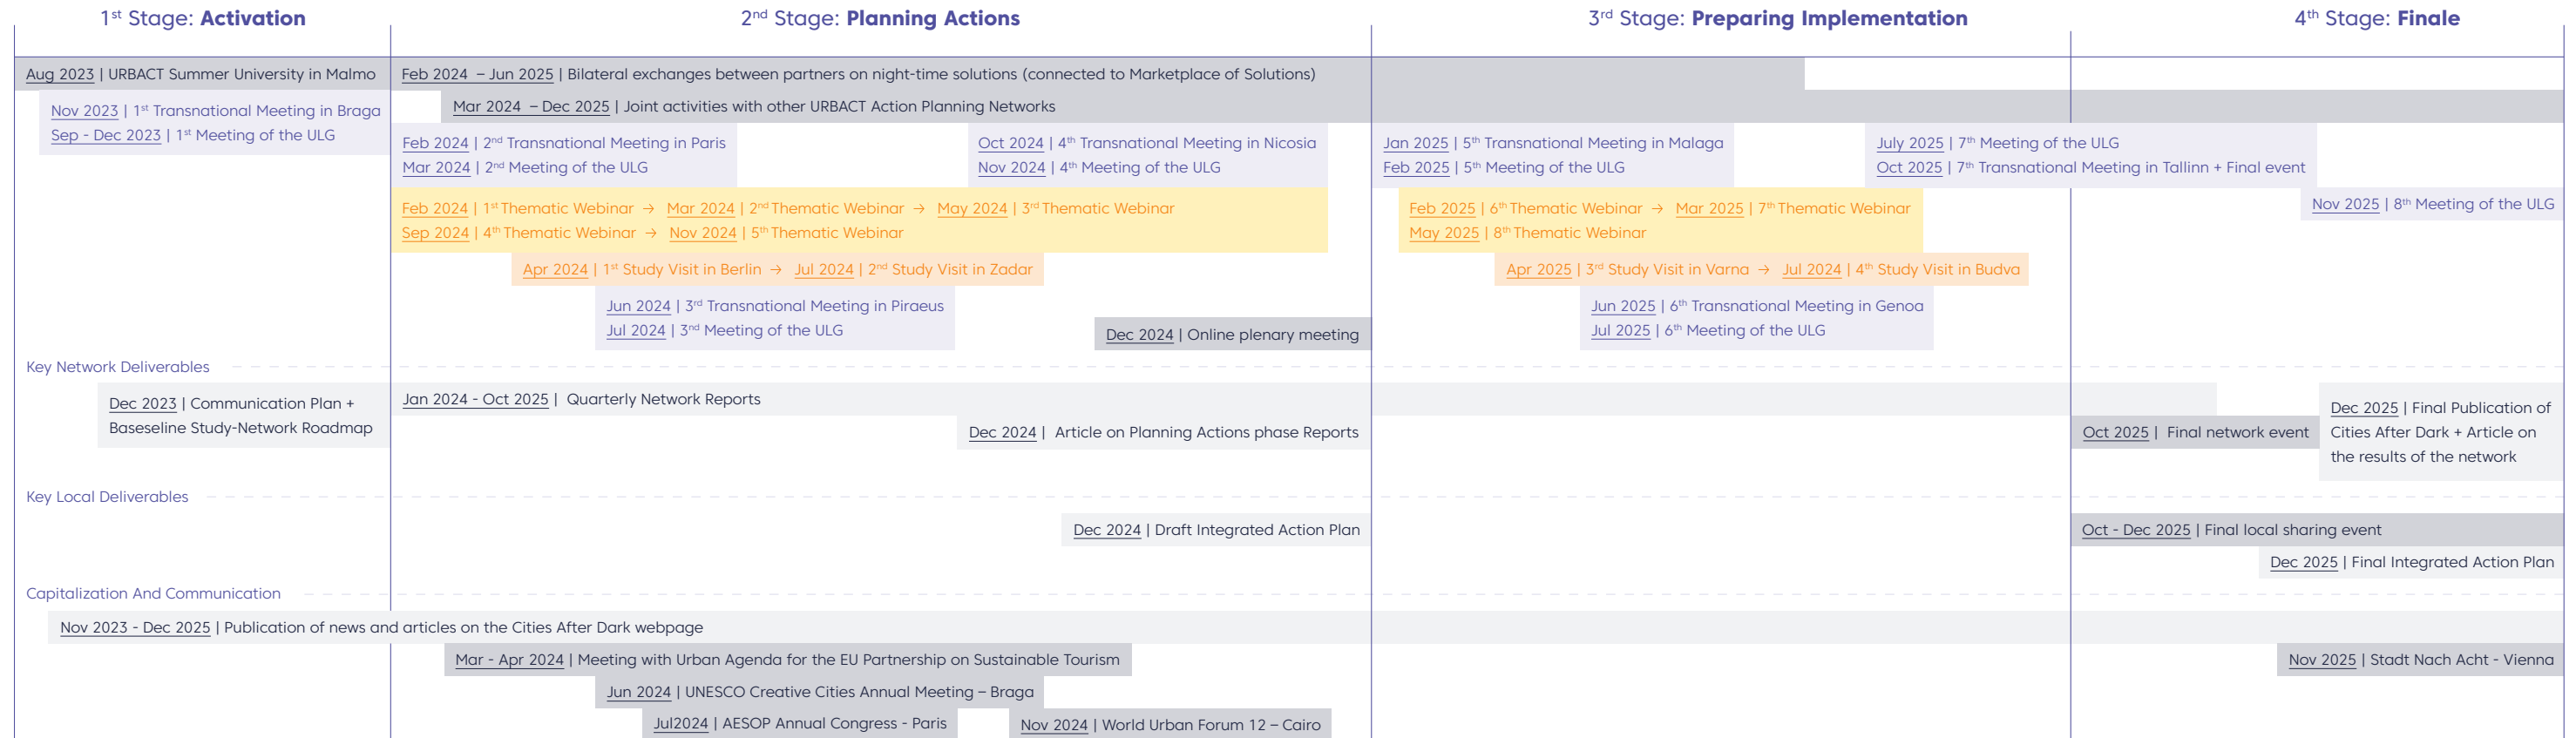 1st Stage: Activation
2nd Stage: Planning Actions
3rd Stage: Preparing Implementation
4th Stage: Finale
Aug 2023 | URBACT Summer University in Malmo
Feb 2024 – Jun 2025 | Bilateral exchanges between partners on night-time solutions (connected to Marketplace of Solutions)
Mar 2024 – Dec 2025 | Joint activities with other URBACT Action Planning Networks
Nov 2023 | 1st Transnational Meeting in Braga
Sep - Dec 2023 | 1st Meeting of the ULG
Feb 2024 | 2nd Transnational Meeting in Paris
Mar 2024 | 2nd Meeting of the ULG
Oct 2024 | 4th Transnational Meeting in Nicosia
Nov 2024 | 4th Meeting of the ULG
Jan 2025 | 5th Transnational Meeting in Malaga
Feb 2025 | 5th Meeting of the ULG
July 2025 | 7th Meeting of the ULG
Oct 2025 | 7th Transnational Meeting in Tallinn + Final event
Nov 2025 | 8th Meeting of the ULG
Feb 2024 | 1st Thematic Webinar → Mar 2024 | 2nd Thematic Webinar → May 2024 | 3rd Thematic Webinar
Sep 2024 | 4th Thematic Webinar → Nov 2024 | 5th Thematic Webinar
Feb 2025 | 6th Thematic Webinar → Mar 2025 | 7th Thematic Webinar
May 2025 | 8th Thematic Webinar
Apr 2024 | 1st Study Visit in Berlin → Jul 2024 | 2nd Study Visit in Zadar
Apr 2025 | 3rd Study Visit in Varna → Jul 2024 | 4th Study Visit in Budva
Jun 2024 | 3rd Transnational Meeting in Piraeus
Jul 2024 | 3nd Meeting of the ULG
Dec 2024 | Online plenary meeting
Jun 2025 | 6th Transnational Meeting in Genoa
Jul 2025 | 6th Meeting of the ULG
Key Network Deliverables
Dec 2023 | Communication Plan +
Baseseline Study-Network Roadmap
Jan 2024 - Oct 2025 | Quarterly Network Reports
Dec 2024 | Article on Planning Actions phase Reports
Oct 2025 | Final network event
Dec 2025 | Final Publication of
Cities After Dark + Article on
the results of the network
Key Local Deliverables
Dec 2024 | Draft Integrated Action Plan
Oct - Dec 2025 | Final local sharing event
Dec 2025 | Final Integrated Action Plan
Capitalization And Communication
Nov 2023 - Dec 2025 | Publication of news and articles on the Cities After Dark webpage
Mar - Apr 2024 | Meeting with Urban Agenda for the EU Partnership on Sustainable Tourism
Nov 2025 | Stadt Nach Acht - Vienna
Jun 2024 | UNESCO Creative Cities Annual Meeting – Braga
Jul2024 | AESOP Annual Congress - Paris
Nov 2024 | World Urban Forum 12 – Cairo